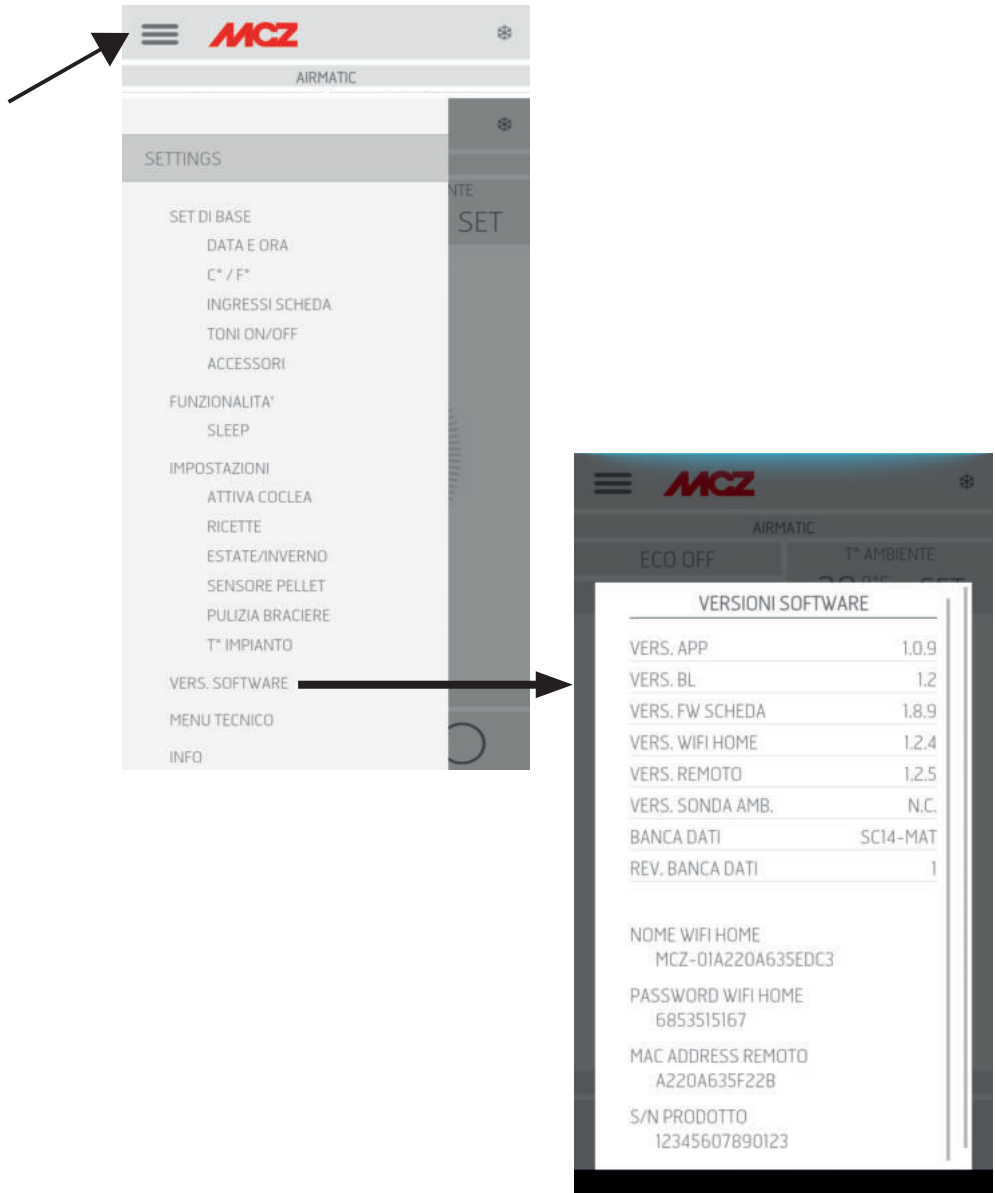 MCZ
AIRMATIC
SETTINGS
NTE
SET
SET DI BASE
DATA E ORA
C° / F°
INGRESSI SCHEDA
TONI ON/OFF
ACCESSORI
FUNZIONALITA'
SLEEP
IMPOSTAZIONI
ATTIVA COCLEA
RICETTE
ESTATE/INVERNO
SENSORE PELLET
PULIZIA BRACIERE
T° IMPIANTO
VERS. SOFTWARE
MENU TECNICO
INFO
MCZ
AIRMATIC
ECO OFF T° AMBIENTE
VERSIONI SOFTWARE
VERS. APP 1.0.9
VERS. BL 1.2
VERS. FW SCHEDA 1.8.9
VERS. WIFI HOME 1.2.4
VERS. REMOTO 1.2.5
VERS. SONDA AMB. N.C.
BANCA DATI SC14-MAT
REV. BANCA DATI 1
NOME WIFI HOME
MCZ-01A220A635EDC3
PASSWORD WIFI HOME
6853515167
MAC ADDRESS REMOTO
A220A635F22B
S/N PRODOTTO
12345607890123